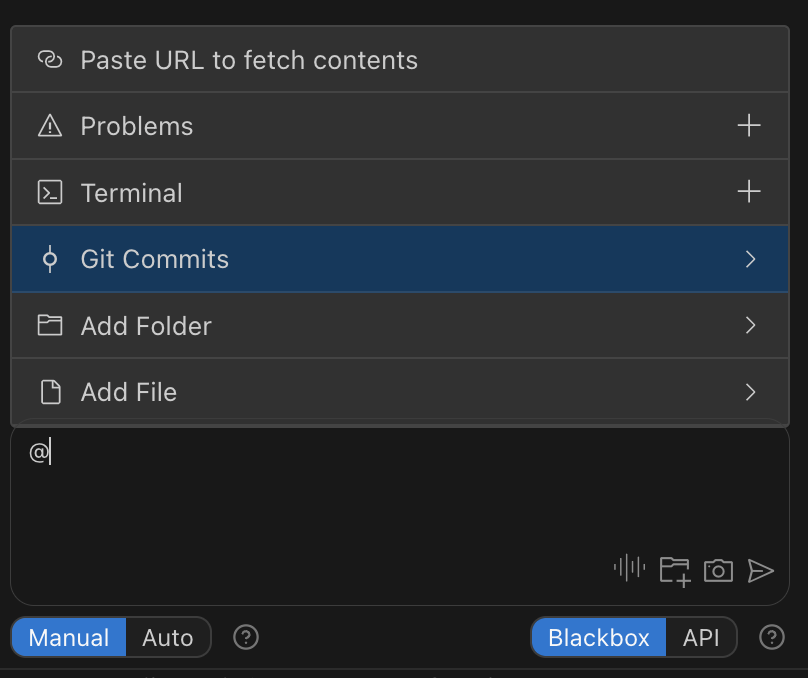 Paste URL to fetch contents
Problems
Terminal
Git Commits
Add Folder
Add File
@
Manual Auto Blackbox API